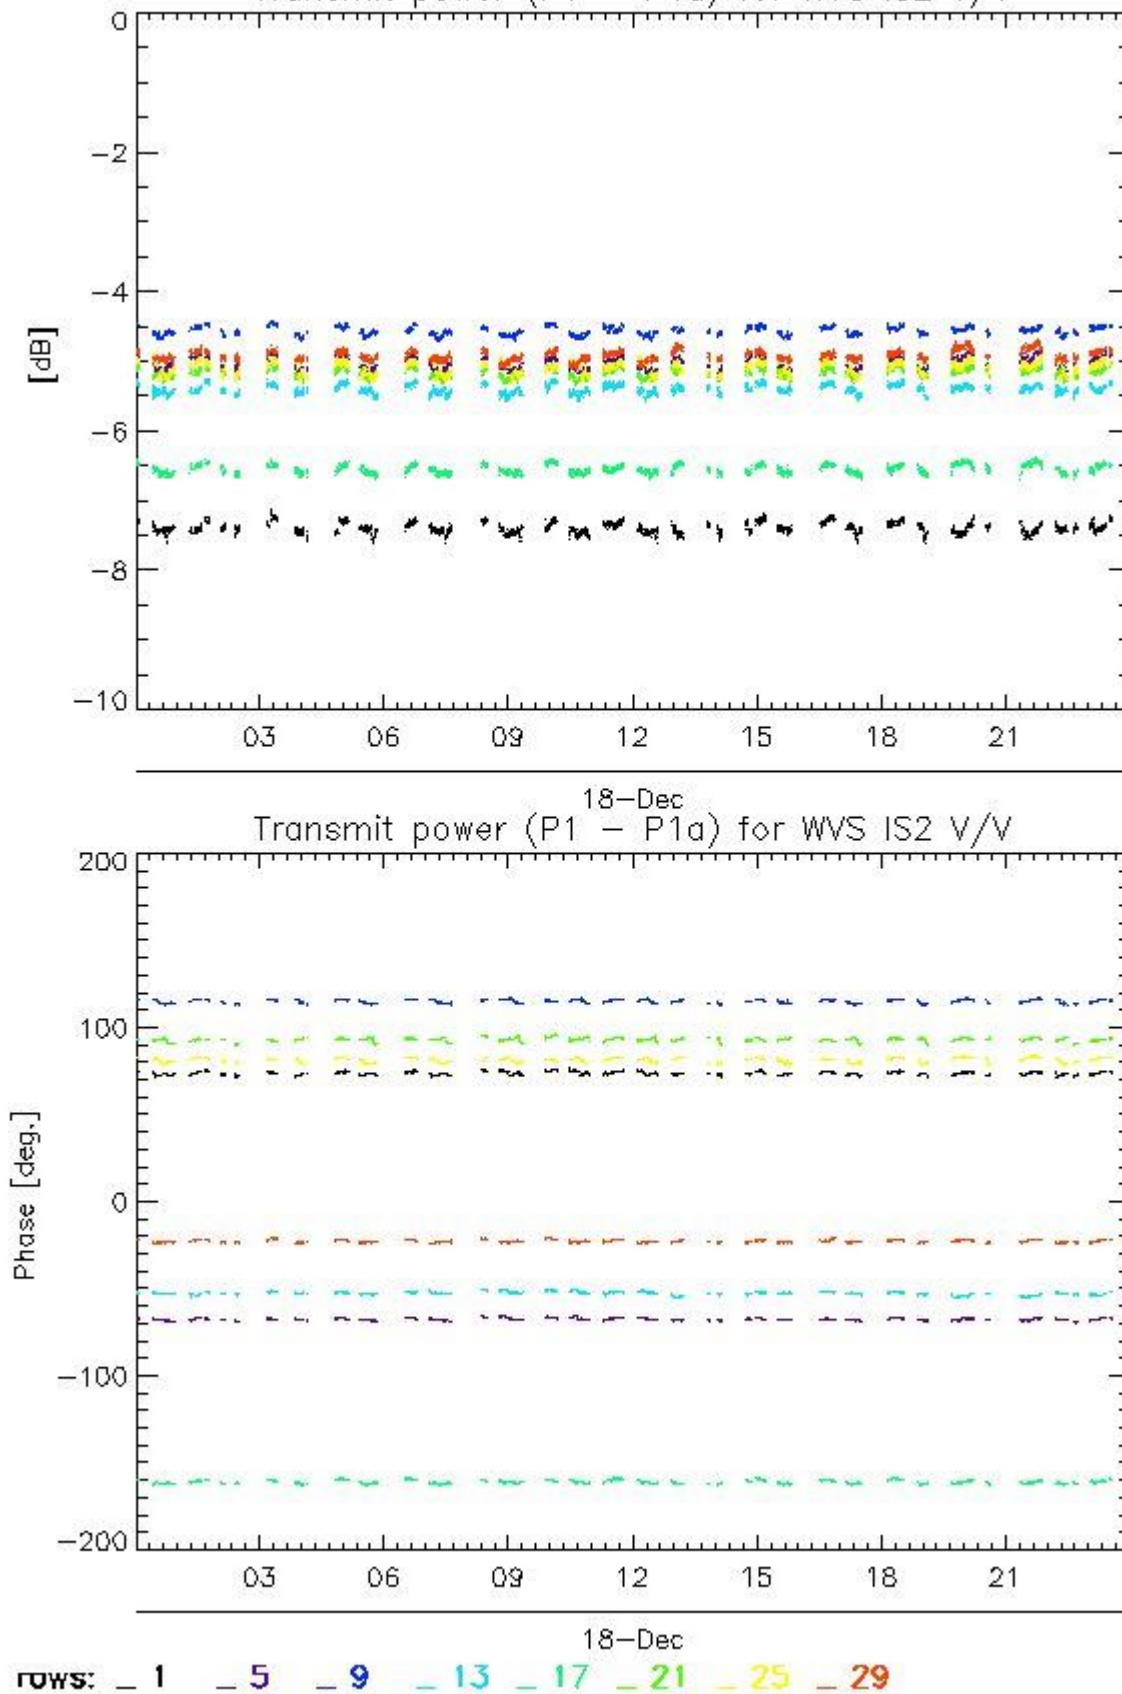 0
−2
−4
[dB]
−6
−8
−10
03 06 09 12 15 18 21
18−Dec
Transmit power (P1 − P1a) for WVS IS2 V/V
200
100
0
Phase [deg.]
−100
−200
03 06 09 12 15 18 21
18−Dec
rows: _ 1 _ 5 _ 9 _ 13 _ 17 _ 21 _ 25 _ 29